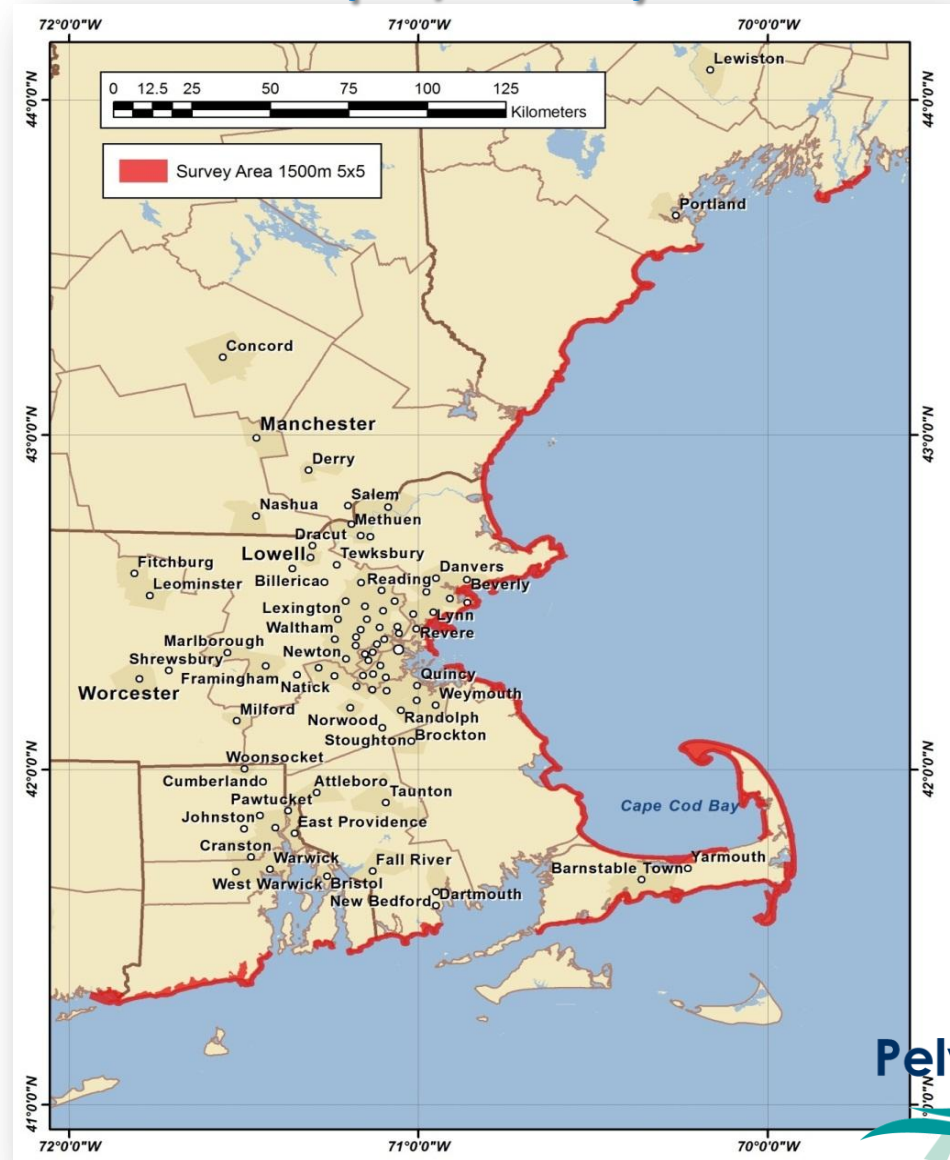 72°0'0"W 71°0'0"W 70°0'0"W
44°0'0"N 44°0'0"N
Lewiston
0 12.5 25 50 75 100 125
Kilometers
Survey Area 1500m 5x5
Portland
Concord
Manchester
43°0'0"N 43°0'0"N
Derry
Nashua
Salem
Methuen
Dracut
Lowell
Tewksbury
Fitchburg
Leominster
Billerica
Reading
Danvers
Beverly
Lexington
Lynn
Waltham
Revere
Marlborough
Newton
Shrewsbury
Framingham
Quincy
Worcester
Natick
Weymouth
Milford
Norwood
Randolph
Stoughton
Brockton
Woonsocket
42°0'0"N 42°0'0"N
Cumberland
Attleboro
Pawtucket
Taunton
Cape Cod Bay
Johnston
East Providence
Cranston
Warwick
Fall River
Yarmouth
Barnstable Town
West Warwick
Bristol
Dartmouth
New Bedford
41°0'0"N
72°0'0"W 71°0'0"W 70°0'0"W